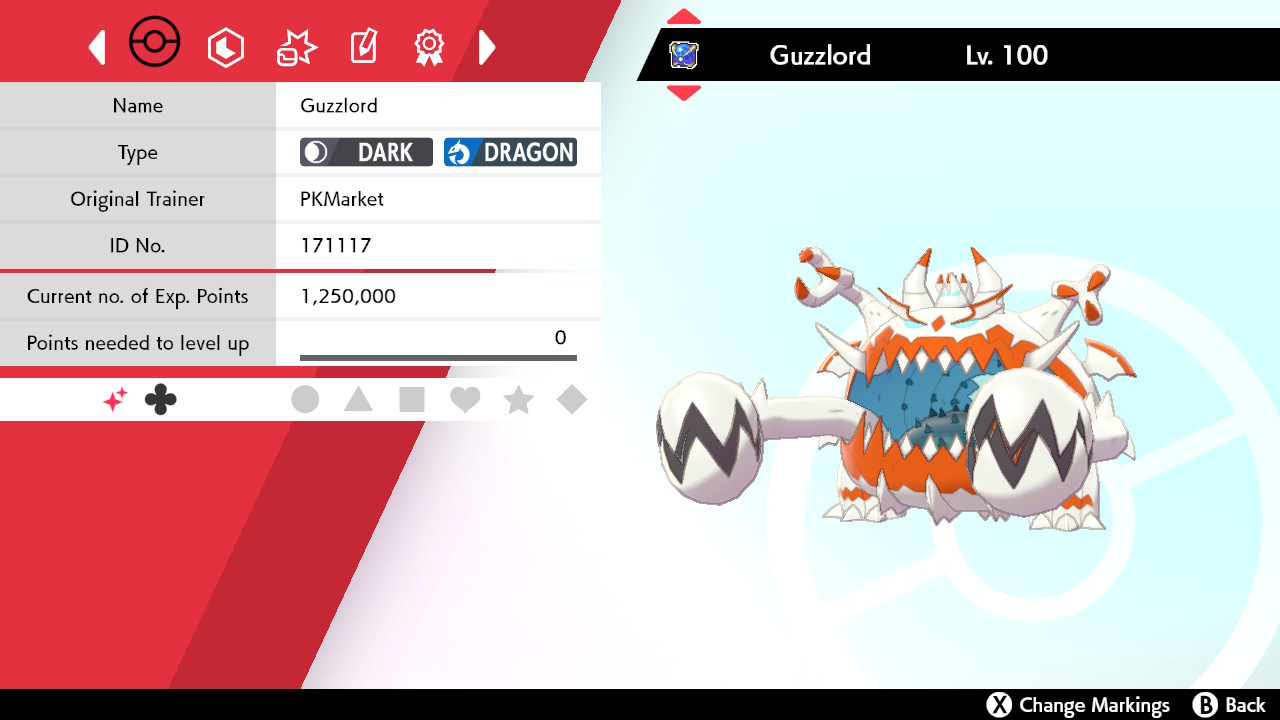 Guzzlord Lv. 100
Name Guzzlord
Type DARK DRAGON
Original Trainer PKMarket
ID No. 171117
Current no. of Exp. Points 1,250,000
Points needed to level up 0
X Change Markings B Back